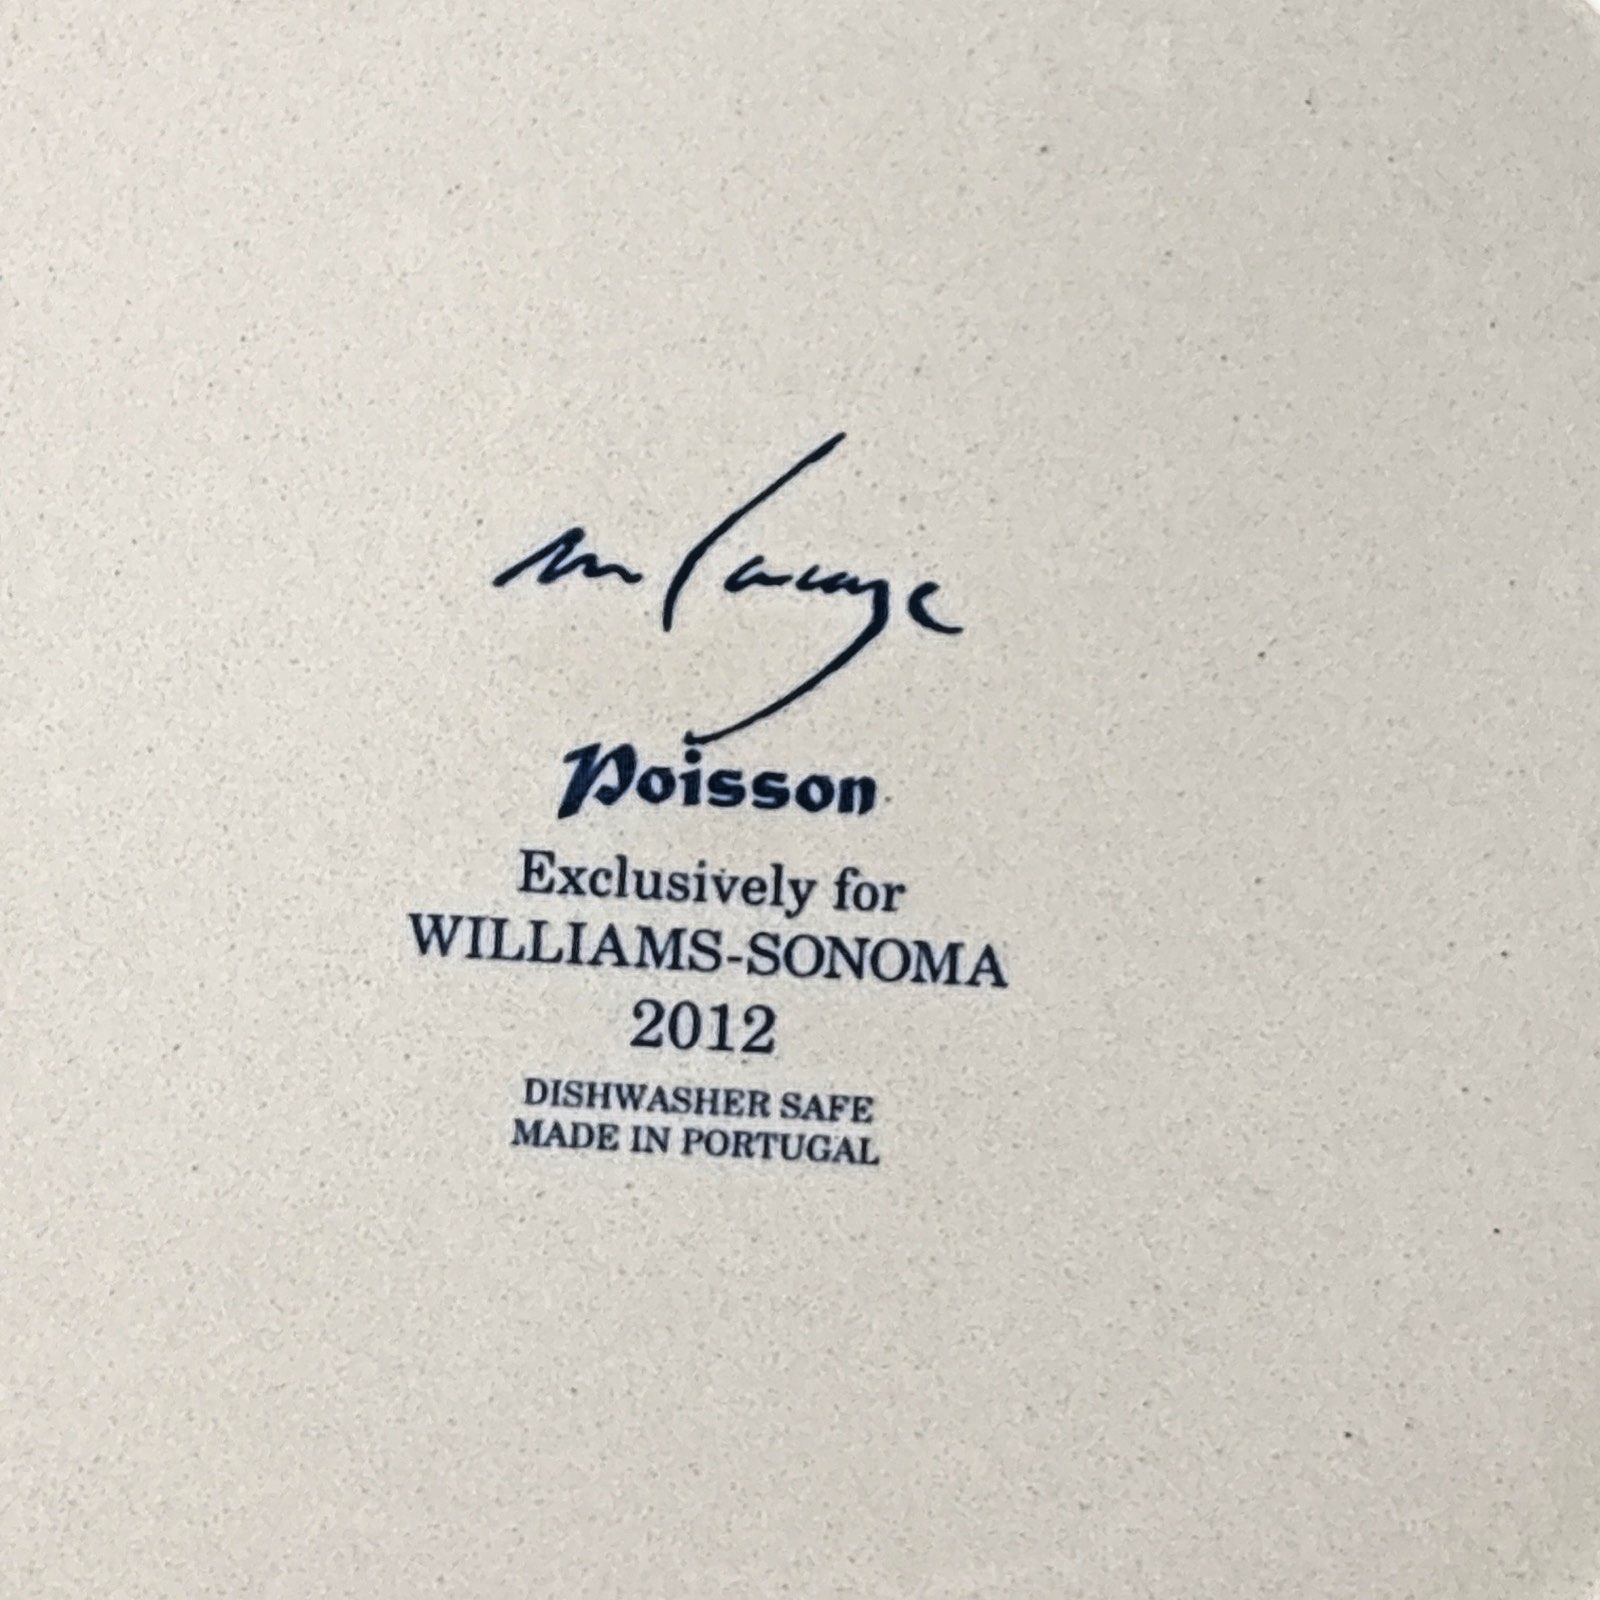 Poisson
Exclusively for
WILLIAMS-SONOMA
2012
DISHWASHER SAFE
MADE IN PORTUGAL